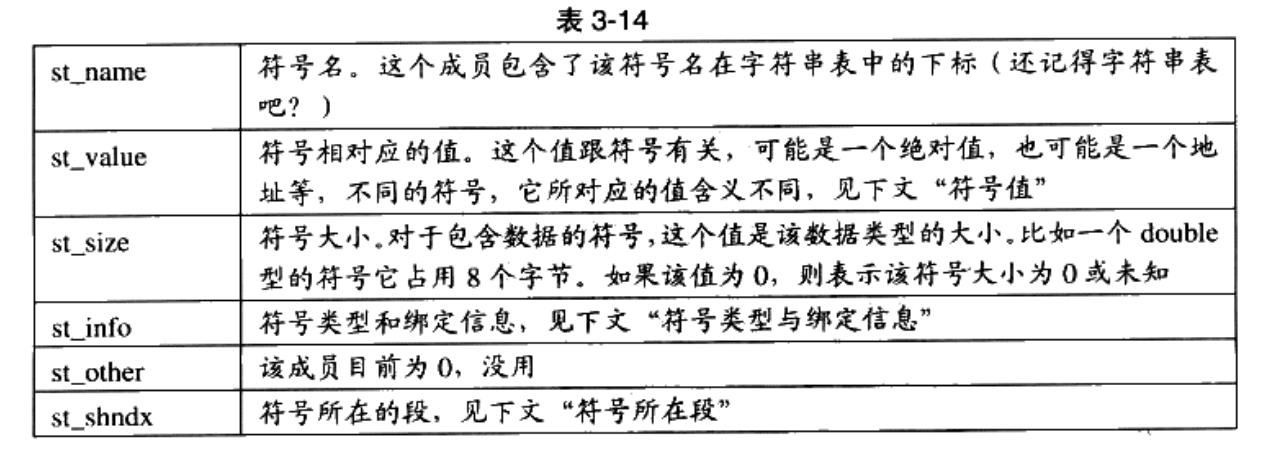 表 3-14
st_name 符号名。这个成员包含了该符号名在字符串表中的下标（还记得字符串表
吧？）
st_value 符号相对应的值。这个值跟符号有关，可能是一个绝对值，也可能是一个地
址等，不同的符号，它所对应的值含义不同，见下文“符号值”
st_size 符号大小。对于包含数据的符号，这个值是该数据类型的大小。比如一个 double
型的符号它占用 8 个字节。如果该值为 0，则表示该符号大小为 0 或未知
st_info 符号类型和绑定信息，见下文“符号类型与绑定信息”
st_other 该成员目前为 0，没用
st_shndx 符号所在的段，见下文“符号所在段”